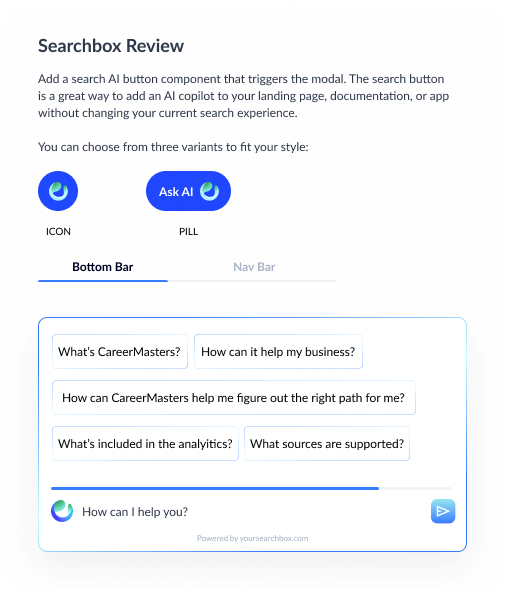 Searchbox Review
Add a search AI button component that triggers the modal. The search button
is a great way to add an AI copilot to your landing page, documentation, or app
without changing your current search experience.
You can choose from three variants to fit your style:
Ask AI
ICON
PILL
Bottom Bar
Nav Bar
What's CareerMasters?
How can it help my business?
How can CareerMasters help me figure out the right path for me?
What's included in the analyitics?
What sources are supported?
How can I help you?
Powered by yoursearchbox.com